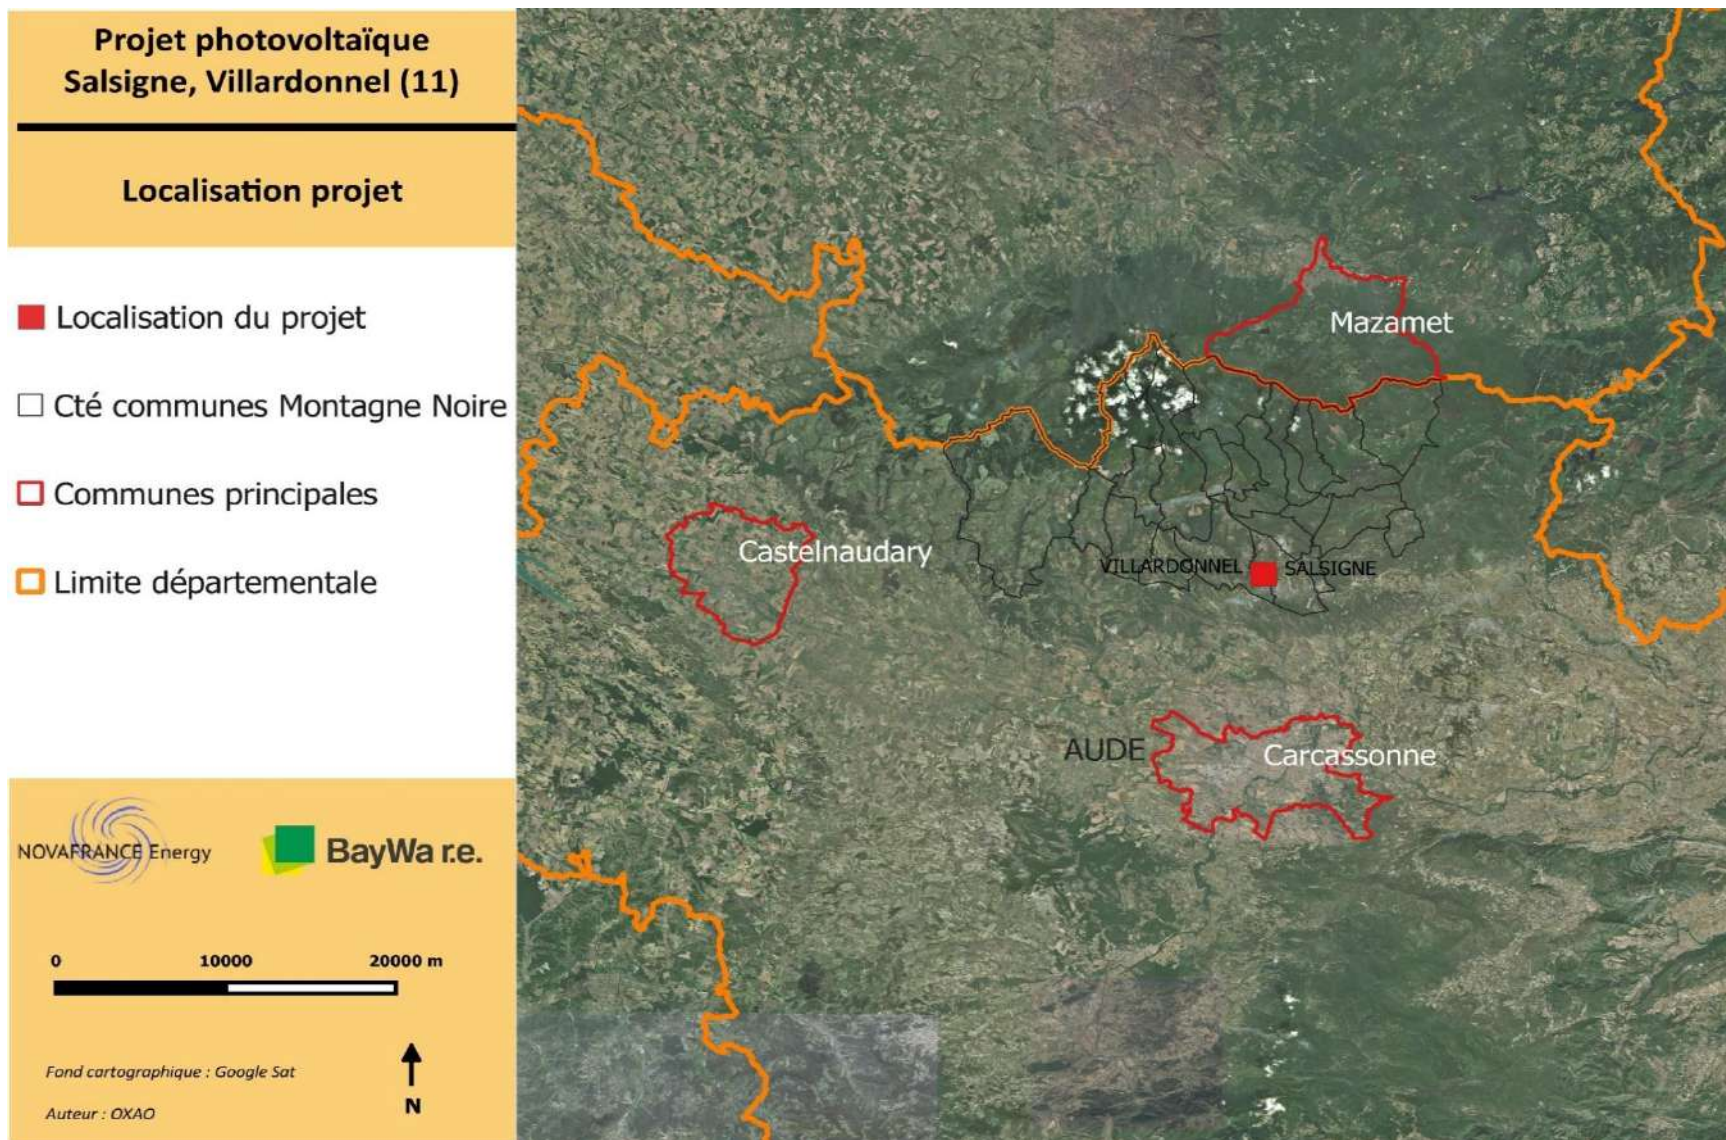 Projet photovoltaïque
Salsigne, Villardonnel (11)
Localisation projet
Localisation du projet
Cté communes Montagne Noire
Communes principales
Limite départementale
NOVAFRANCE Energy
BayWa r.e.
0 10000 20000 m
Fond cartographique : Google Sat
Auteur : OXAO
N
Mazamet
Castelnaudary
VILLARDONNEL
SALSIGNE
AUDE
Carcassonne